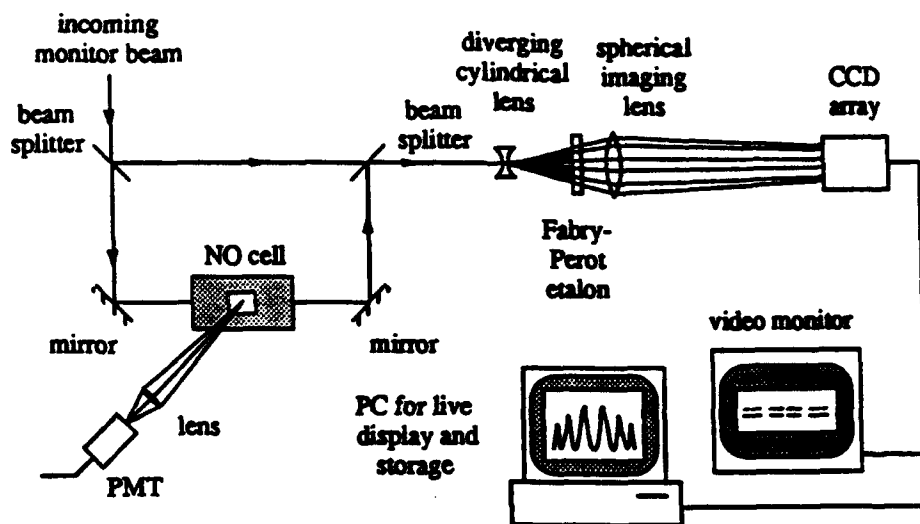 incoming
monitor beam
beam
splitter
beam
splitter
diverging
cylindrical
lens
spherical
imaging
lens
CCD
array
NO cell
Fabry-
Perot
etalon
mirror
mirror
lens
PMT
PC for live
display and
storage
video monitor